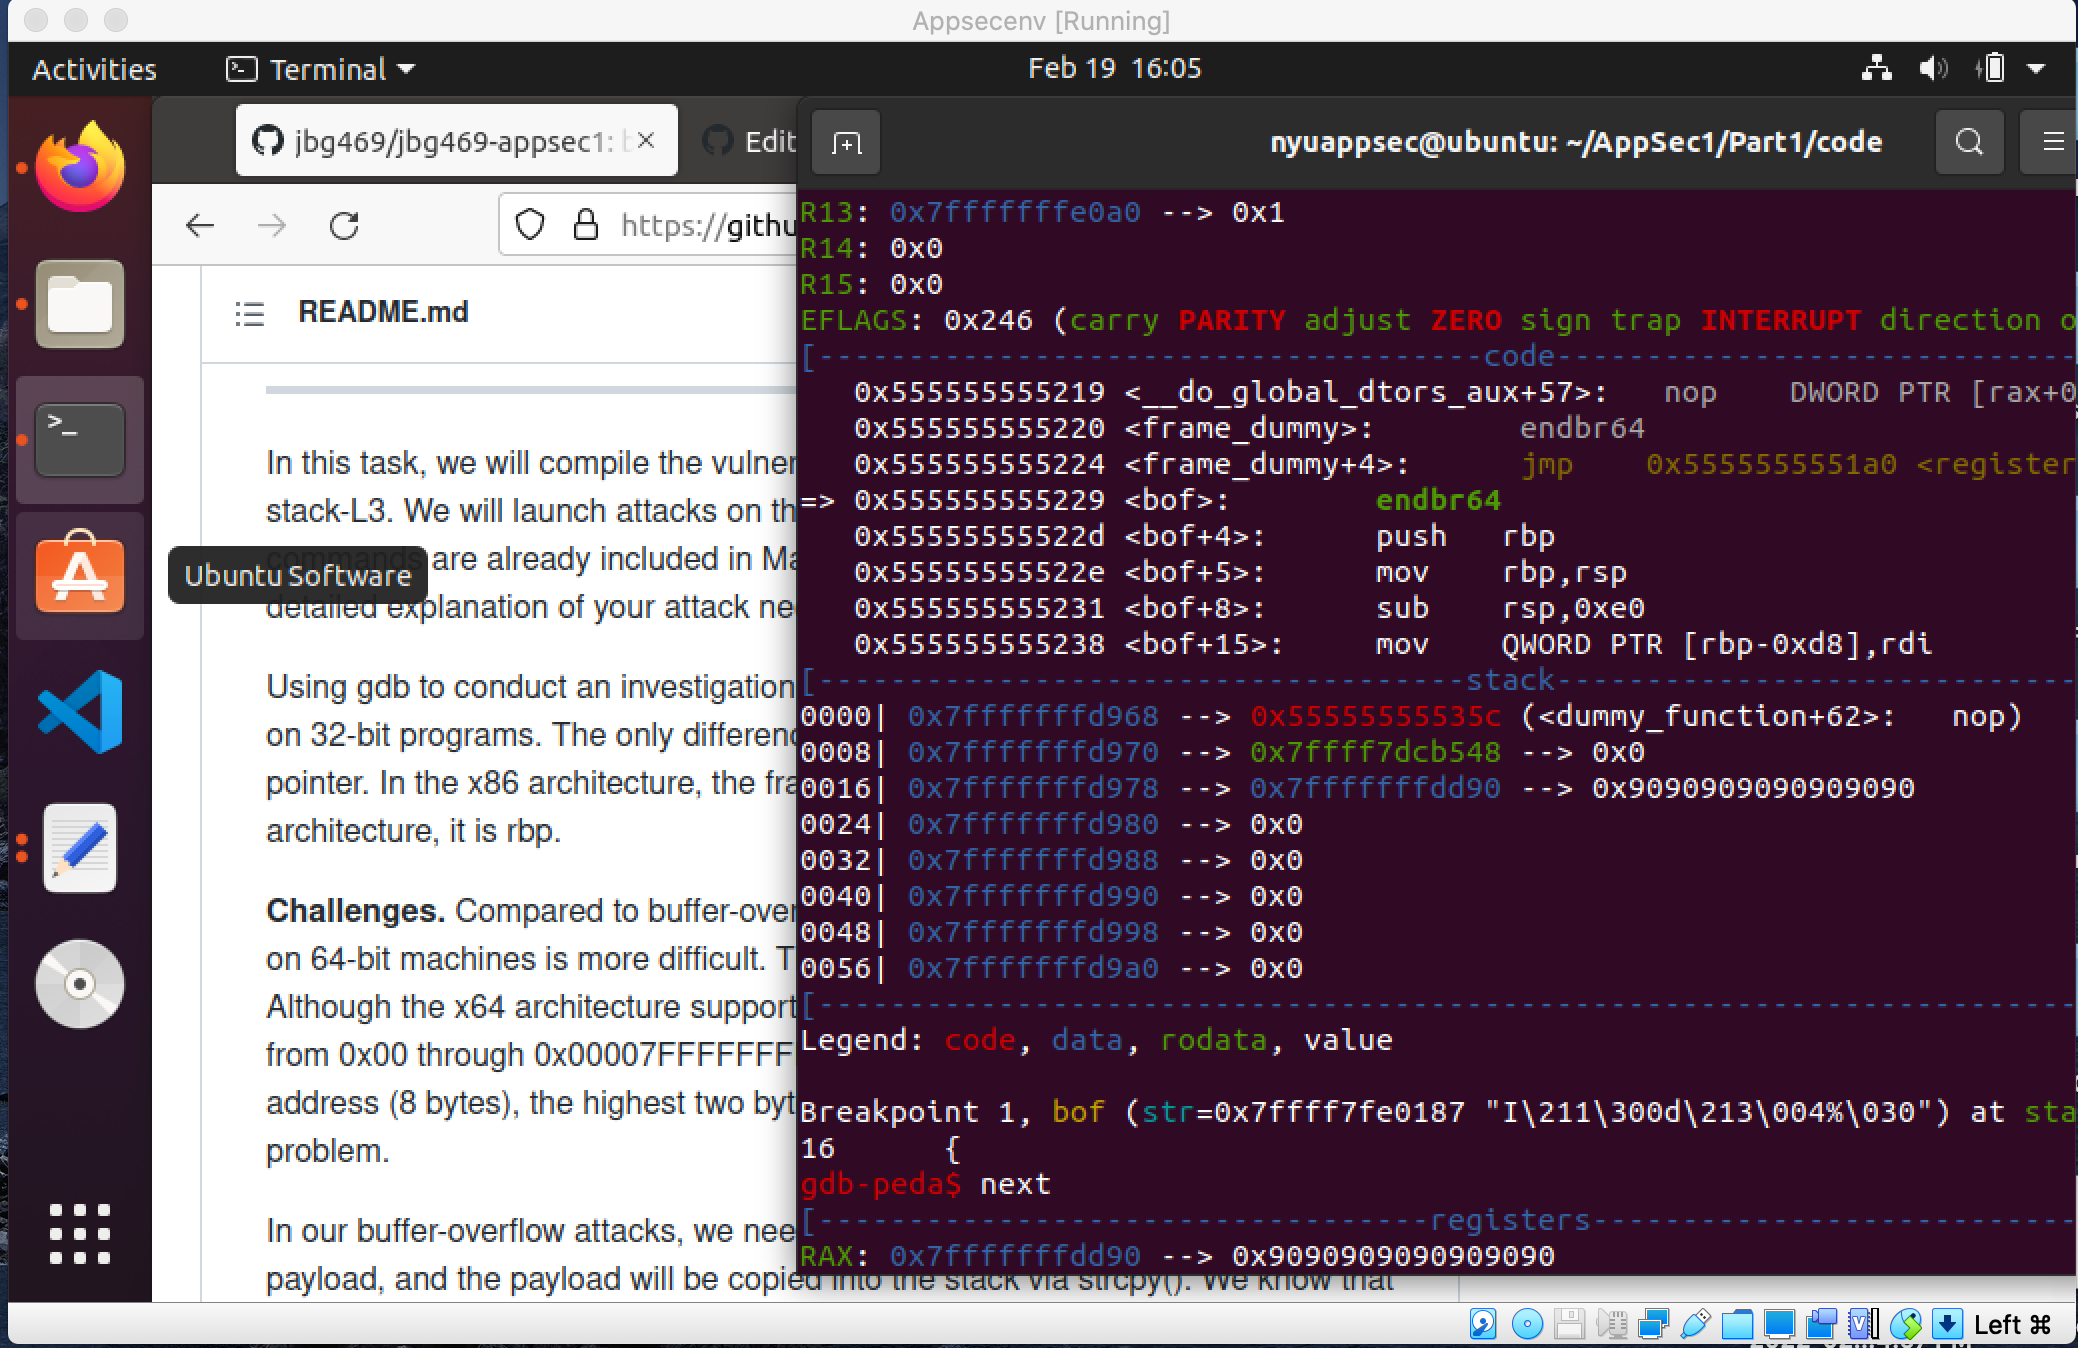 Appsecenv [Running]
Activities
Terminal
Feb 19 16:05
jbg469/jbg469-appsec1:
Edit
https://githu
README.md
In this task, we will compile the
stack-L3. We will launch attacks on
are already included in
detailed explanation of your attack
Ubuntu Software
Using gdb to conduct an investigation
on 32-bit programs. The only
pointer. In the x86 architecture, the
architecture, it is rbp.
Challenges. Compared to
on 64-bit machines is more difficult.
Although the x64 architecture support
from 0x00 through 0x00007FFFFFFF
address (8 bytes), the highest two
problem.
In our buffer-overflow attacks, we
payload, and the payload will be copied into the stack via strcpy(). We know that
nyuappsec@ubuntu: ~/AppSec1/Part1/code
R13: 0x7fffffffe0a0 --> 0x1
R14: 0x0
R15: 0x0
EFLAGS: 0x246 (carry PARITY adjust ZERO sign trap INTERRUPT direction o
[-------------------------------------code-----------------------------
   0x555555555219 <__do_global_dtors_aux+57>:   nop    DWORD PTR [rax+0
   0x555555555220 <frame_dummy>:        endbr64
   0x555555555224 <frame_dummy+4>:      jmp    0x5555555551a0 <register
=> 0x555555555229 <bof>:        endbr64
   0x55555555522d <bof+4>:      push   rbp
   0x55555555522e <bof+5>:      mov    rbp,rsp
   0x555555555231 <bof+8>:      sub    rsp,0xe0
   0x555555555238 <bof+15>:     mov    QWORD PTR [rbp-0xd8],rdi
[------------------------------------stack-----------------------------
0000| 0x7fffffffd968 --> 0x55555555535c (<dummy_function+62>:   nop)
0008| 0x7fffffffd970 --> 0x7ffff7dcb548 --> 0x0
0016| 0x7fffffffd978 --> 0x7fffffffdd90 --> 0x9090909090909090
0024| 0x7fffffffd980 --> 0x0
0032| 0x7fffffffd988 --> 0x0
0040| 0x7fffffffd990 --> 0x0
0048| 0x7fffffffd998 --> 0x0
0056| 0x7fffffffd9a0 --> 0x0
[----------------------------------------------------------------------
Legend: code, data, rodata, value
Breakpoint 1, bof (str=0x7ffff7fe0187 "I\211\300d\213\004%\030") at sta
16      {
gdb-peda$ next
[----------------------------------registers---------------------------
RAX: 0x7fffffffdd90 --> 0x9090909090909090
Left ⌘